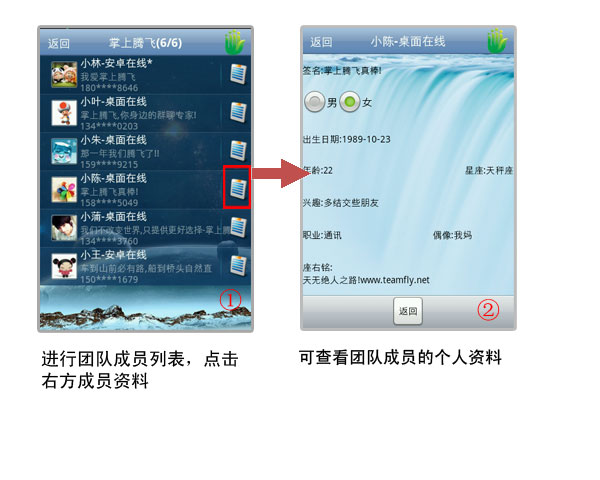 返回
掌上腾飞(6/6)
小林-安卓在线*
我爱掌上腾飞
180****8646
小叶-桌面在线
掌上腾飞,你身边的群聊专家!
134****0203
小朱-桌面在线
那一年我们腾飞了!!
159****9215
小陈-桌面在线
掌上腾飞真棒!
158****5049
小蒲-桌面在线
我们不改变世界,只提供更好选择-掌上腾
134****3760
小王-桌面在线
车到山前必有路,船到桥头自然直
150****1679
①
进行团队成员列表，点击
右方成员资料
返回
小陈-桌面在线
签名:掌上腾飞真棒!
男 女
出生日期:1989-10-23
年龄:22 星座:天秤座
兴趣:多结交些朋友
职业:通讯 偶像:我妈
座右铭:
天无绝人之路!www.teamfly.net
返回
②
可查看团队成员的个人资料